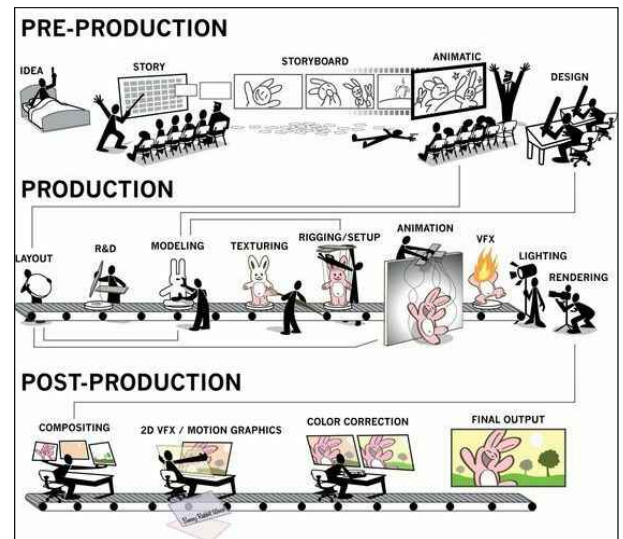 PRE-PRODUCTION
IDEA
STORY
STORYBOARD
ANIMATIC
DESIGN
PRODUCTION
LAYOUT
R&D
MODELING
TEXTURING
RIGGING/SETUP
ANIMATION
VFX
LIGHTING
RENDERING
POST-PRODUCTION
COMPOSITING
2D VFX / MOTION GRAPHICS
COLOR CORRECTION
FINAL OUTPUT